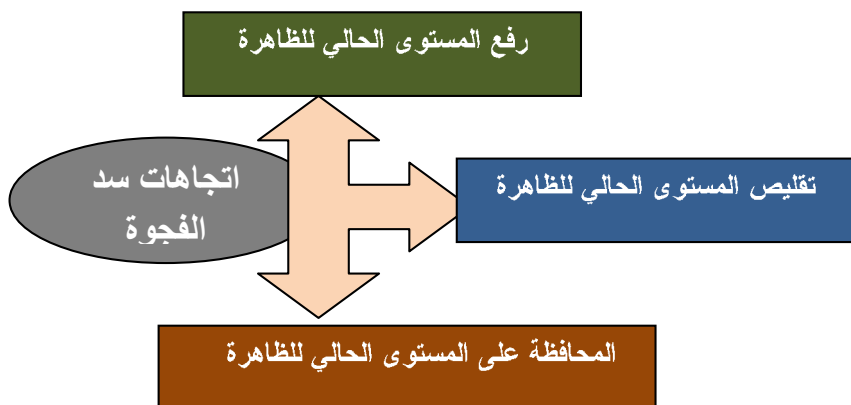 رفع المستوى الحالي للظاهرة
اتجاهات سد
الفجوة
تقليص المستوى الحالي للظاهرة
المحافظة على المستوى الحالي للظاهرة